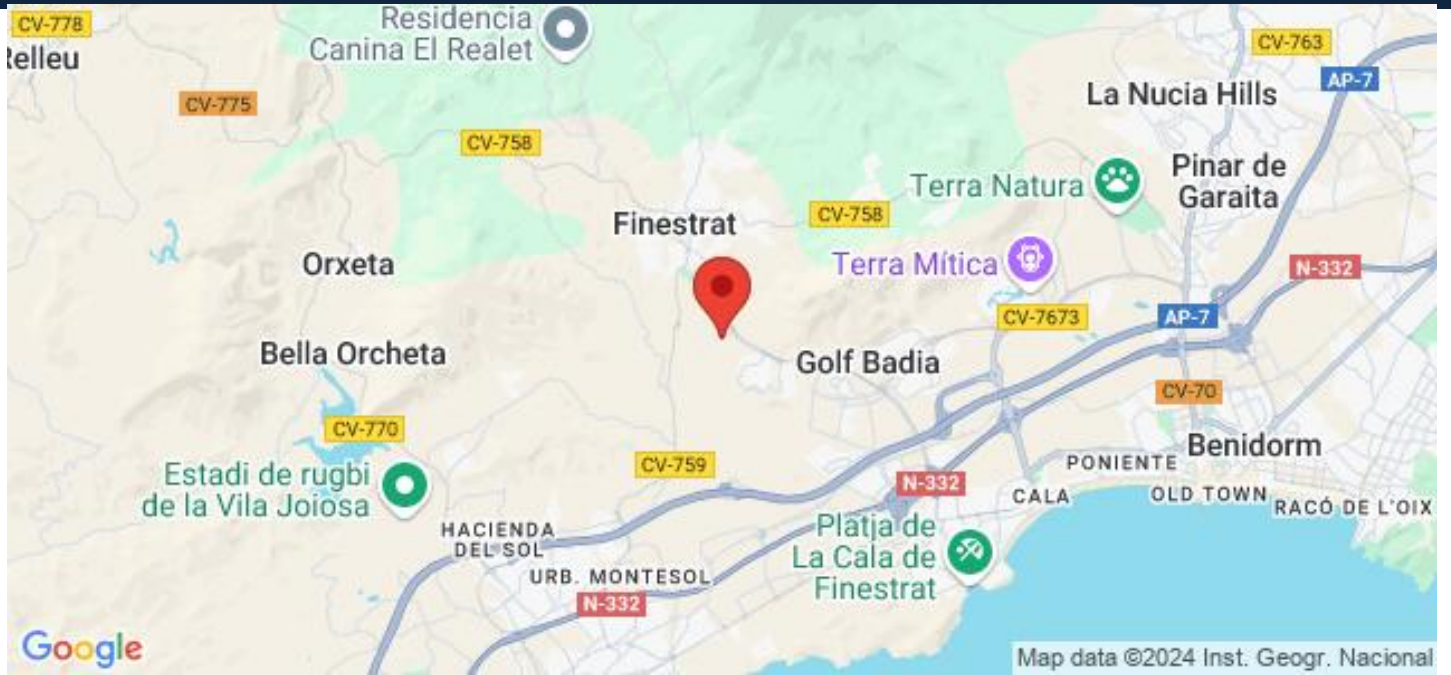 CV-778
Residencia
Canina El Realet
CV-763
Relleu
AP-7
La Nucia Hills
CV-775
CV-758
Pinar de
Garaita
Terra Natura
CV-758
Finestrat
Orxeta
Terra Mítica
N-332
CV-7673
AP-7
Bella Orcheta
Golf Badia
CV-70
CV-770
Benidorm
CV-759
PONIENTE
Estadi de rugbi
de la Vila Joiosa
N-332
CALA
OLD TOWN
RACÓ DE L'OIX
HACIENDA
DEL SOL
Platja de
La Cala de
Finestrat
URB. MONTESOL
N-332
Google
Map data ©2024 Inst. Geogr. Nacional